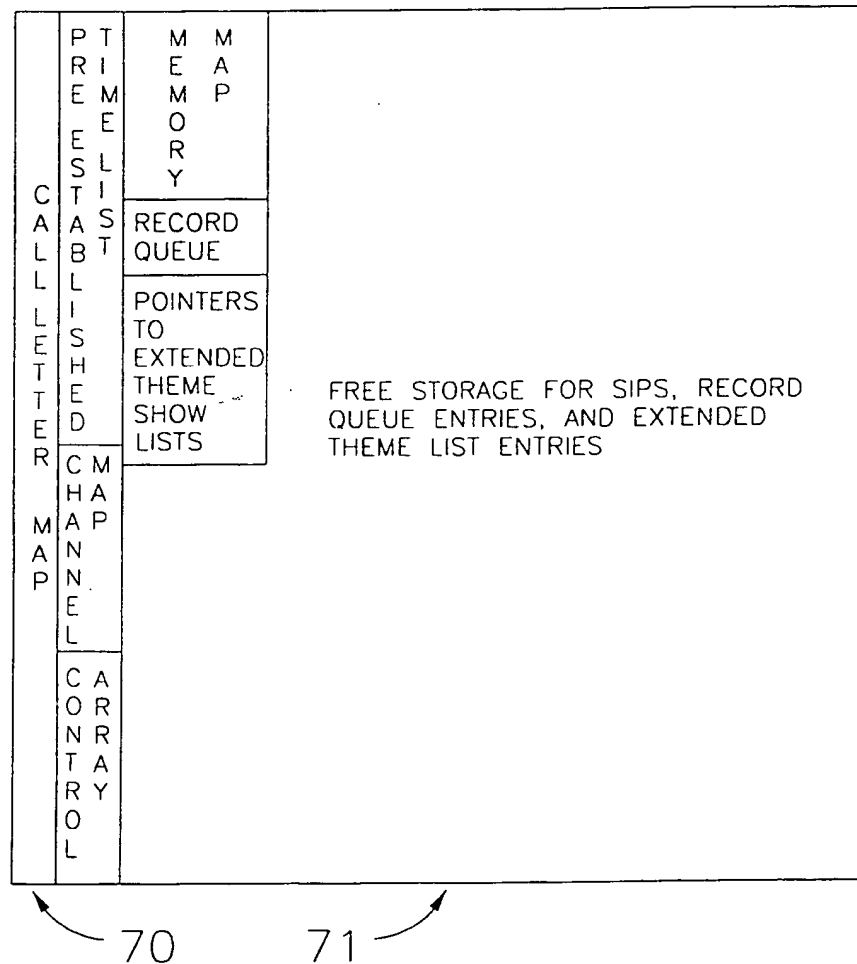 CALL LETTER MAP
PRE ESTABLISHED
TIME LIST
CHANNEL
MAP
CONTROL
ARRAY
MEMORY
MAP
RECORD
QUEUE
POINTERS
TO
EXTENDED
THEME
SHOW
LISTS
FREE STORAGE FOR SIPS, RECORD
QUEUE ENTRIES, AND EXTENDED
THEME LIST ENTRIES
70
71